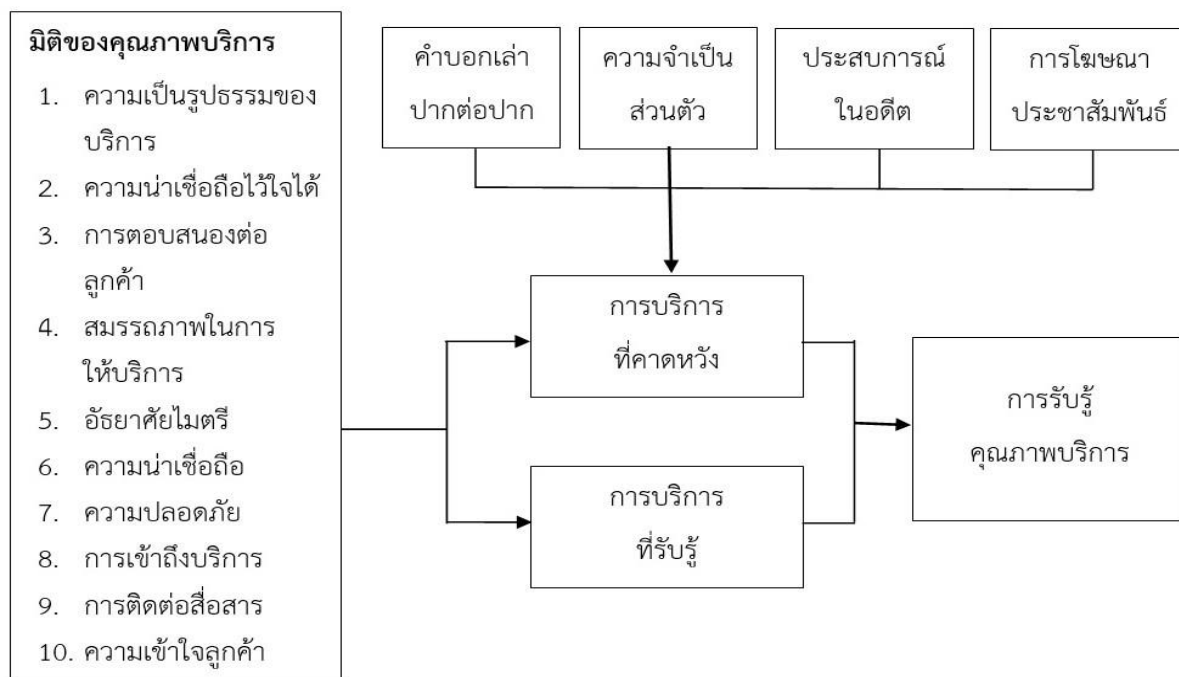 มิติของคุณภาพบริการ
1. ความเป็นรูปธรรมของ
บริการ
2. ความน่าเชื่อถือไว้ใจได้
3. การตอบสนองต่อ
ลูกค้า
4. สมรรถภาพในการ
ให้บริการ
5. อัธยาศัยไมตรี
6. ความน่าเชื่อถือ
7. ความปลอดภัย
8. การเข้าถึงบริการ
9. การติดต่อสื่อสาร
10. ความเข้าใจลูกค้า
คำบอกเล่า
ปากต่อปาก
ความจำเป็น
ส่วนตัว
ประสบการณ์
ในอดีต
การโฆษณา
ประชาสัมพันธ์
การบริการ
ที่คาดหวัง
การบริการ
ที่รับรู้
การรับรู้
คุณภาพบริการ